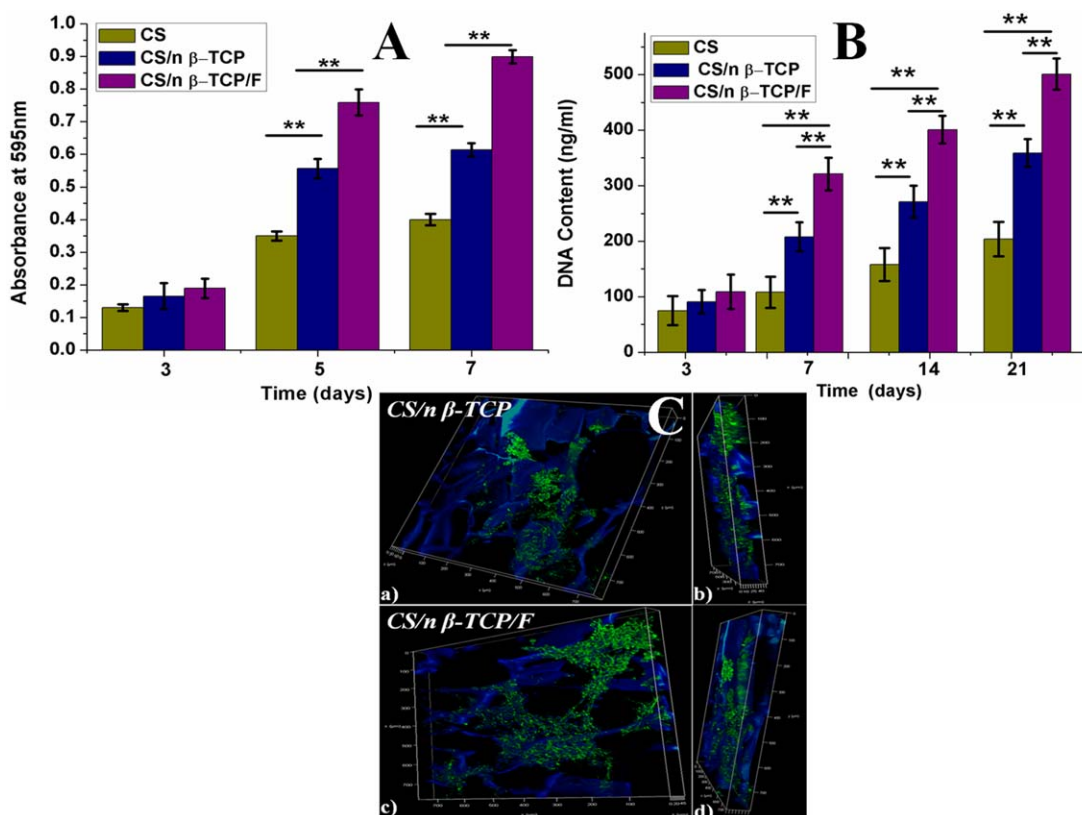 A
CS
CS/n β–TCP
CS/n β–TCP/F
**
**
**
**
1.0
0.9
0.8
0.7
0.6
0.5
0.4
0.3
0.2
0.1
0.0
Absorbance at 595nm
3 5 7
Time (days)
B
CS
CS/n β–TCP
CS/n β–TCP/F
**
**
**
**
**
**
**
**
**
500
400
300
200
100
0
DNA Content (ng/ml)
3 7 14 21
Time (days)
C
CS/n β-TCP
a)
b)
CS/n β-TCP/F
c)
d)